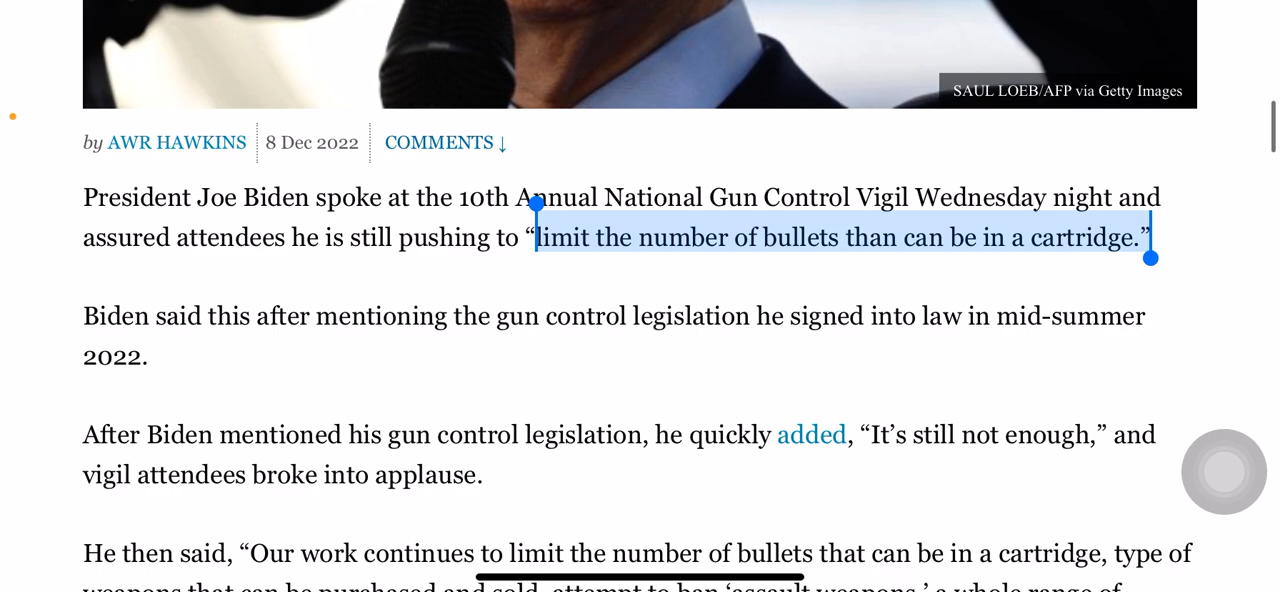 SAUL LOEB/AFP via Getty Images
by AWR HAWKINS 8 Dec 2022 COMMENTS ↓
President Joe Biden spoke at the 10th Annual National Gun Control Vigil Wednesday night and
assured attendees he is still pushing to “limit the number of bullets than can be in a cartridge.”
Biden said this after mentioning the gun control legislation he signed into law in mid-summer
2022.
After Biden mentioned his gun control legislation, he quickly added, “It’s still not enough,” and
vigil attendees broke into applause.
He then said, “Our work continues to limit the number of bullets that can be in a cartridge, type of
weapons that can be purchased and sold, attempt to ban ‘assault weapons,’ a whole range of